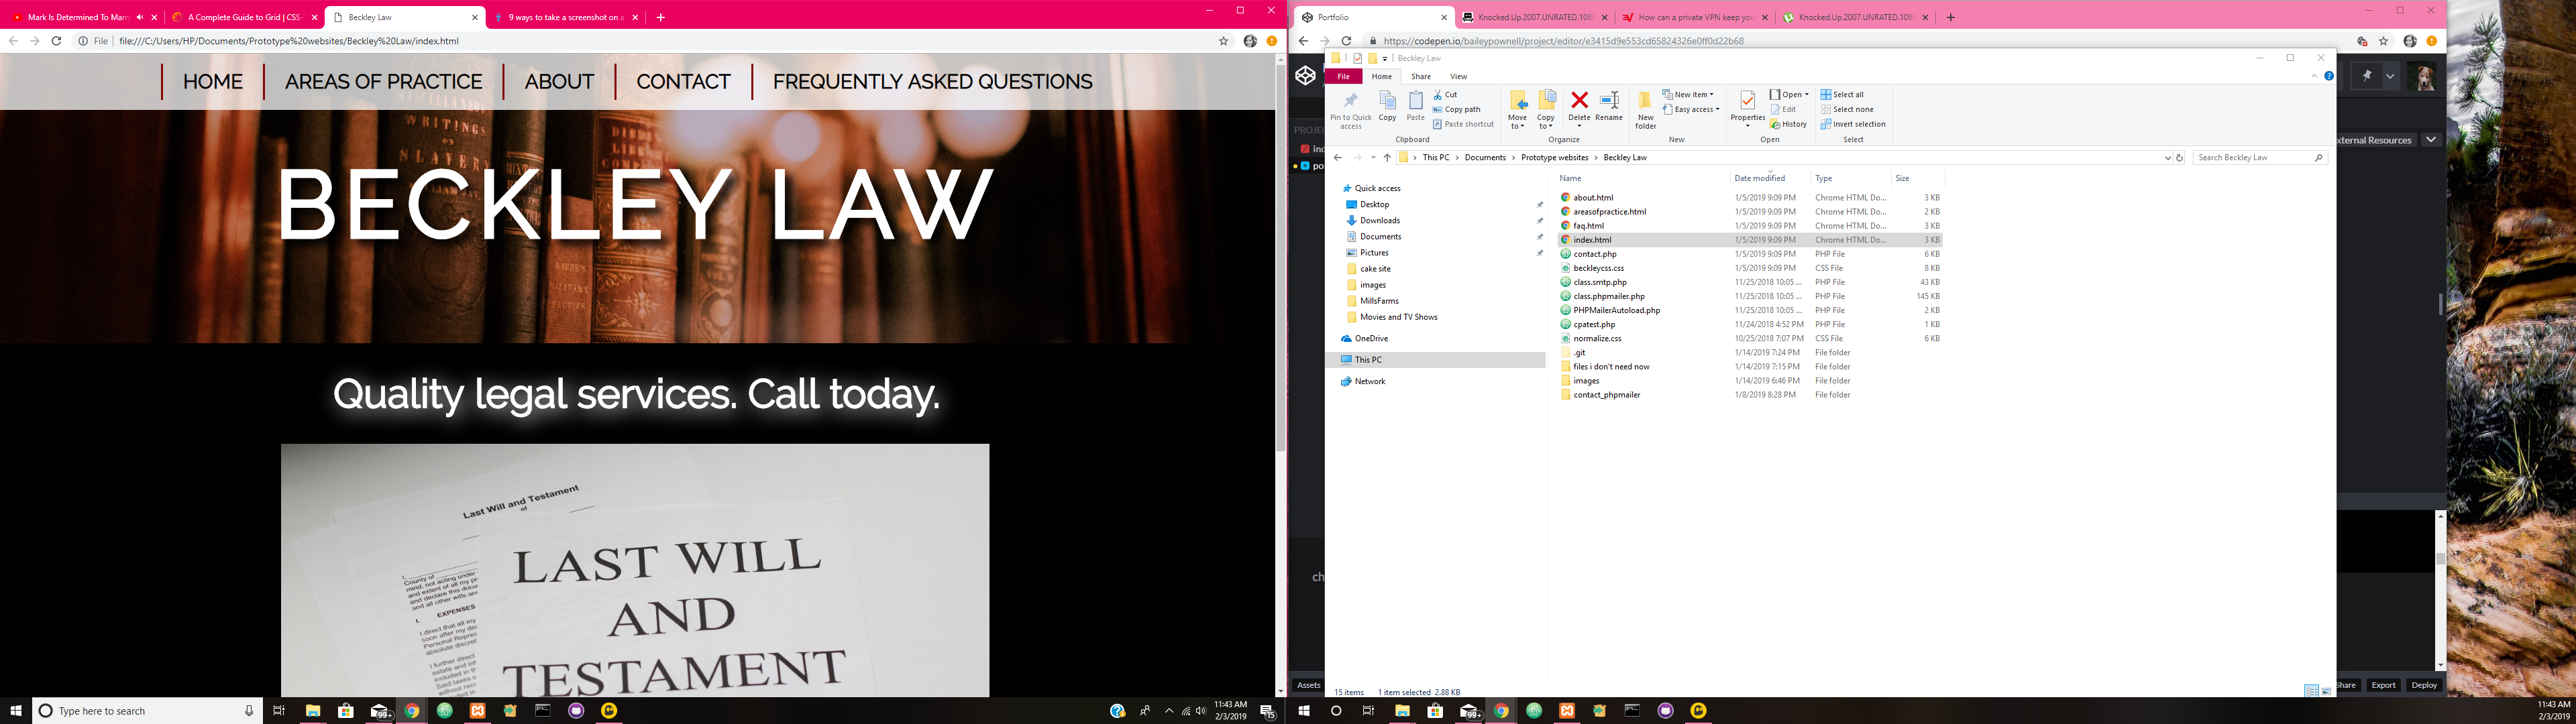 Mark Is Determined To Marr
A Complete Guide to Grid | CSS-
Beckley Law
9 ways to take a screenshot on a
File
file:///C:/Users/HP/Documents/Prototype%20websites/Beckley%20Law/index.html
HOME
AREAS OF PRACTICE
ABOUT
CONTACT
FREQUENTLY ASKED QUESTIONS
WRITINGS
SLAVERY
BECKLEY LAW
Quality legal services. Call today.
Last Will and Testament
of
County of
EXPENSES
LAST WILL
AND
TESTAMENT
Type here to search
99+
11:43 AM
2/3/2019
15
Portfolio
Knocked.Up.2007.UNRATED.108
How can a private VPN keep you
Knocked.Up.2007.UNRATED.108
https://codepen.io/baileypownell/project/editor/e3415d9e553cd65824326e0ff0d22b68
Beckley Law
File
Home
Share
View
Pin to Quick access
Copy
Paste
Cut
Copy path
Paste shortcut
Clipboard
Move to
Copy to
Delete
Rename
Organize
New folder
New item
Easy access
New
Properties
Open
Edit
History
Open
Select all
Select none
Invert selection
Select
This PC > Documents > Prototype websites > Beckley Law
Search Beckley Law
Quick access
Desktop
Downloads
Documents
Pictures
cake site
images
MillsFarms
Movies and TV Shows
OneDrive
This PC
Network
Name Date modified Type Size
about.html 1/5/2019 9:09 PM Chrome HTML Do... 3 KB
areasofpractice.html 1/5/2019 9:09 PM Chrome HTML Do... 2 KB
faq.html 1/5/2019 9:09 PM Chrome HTML Do... 3 KB
index.html 1/5/2019 9:09 PM Chrome HTML Do... 3 KB
contact.php 1/5/2019 9:09 PM PHP File 6 KB
beckleycss.css 1/5/2019 9:09 PM CSS File 8 KB
class.smtp.php 11/25/2018 10:05 ... PHP File 43 KB
class.phpmailer.php 11/25/2018 10:05 ... PHP File 145 KB
PHPMailerAutoload.php 11/25/2018 10:05 ... PHP File 2 KB
cpatest.php 11/24/2018 4:52 PM PHP File 1 KB
normalize.css 10/25/2018 7:07 PM CSS File 6 KB
.git 1/14/2019 7:24 PM File folder
files i don't need now 1/14/2019 7:15 PM File folder
images 1/14/2019 6:46 PM File folder
contact_phpmailer 1/8/2019 8:28 PM File folder
15 items 1 item selected 2.88 KB
PROJE
ind
po
ch
xternal Resources
Assets
Share
Export
Deploy
99+
11:43 AM
2/3/2019